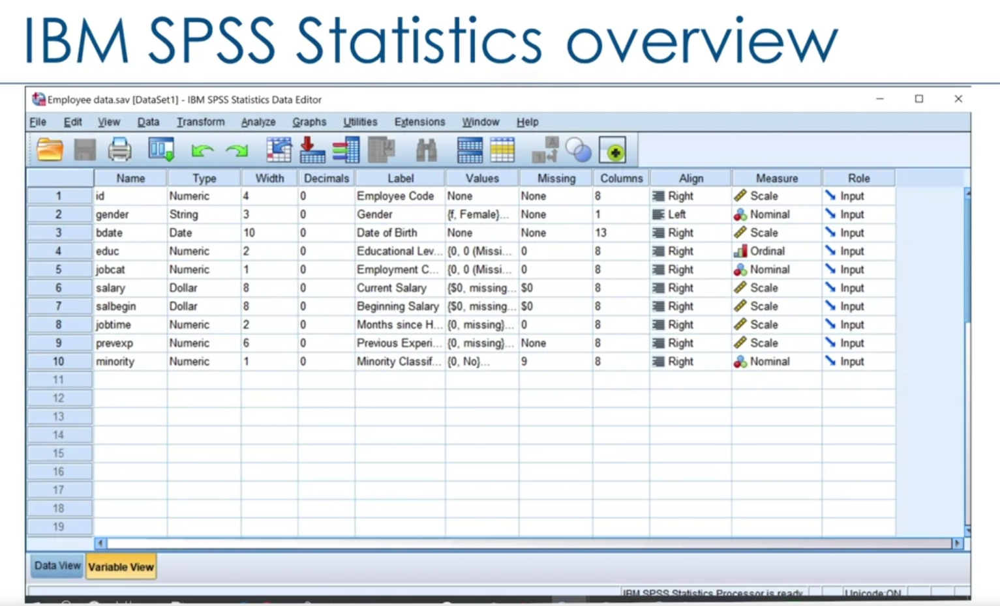 IBM SPSS Statistics overview
Employee data.sav [DataSet1] - IBM SPSS Statistics Data Editor
File Edit View Data Transform Analyze Graphs Utilities Extensions Window Help
Name Type Width Decimals Label Values Missing Columns Align Measure Role
1 id Numeric 4 0 Employee Code None None 8 Right Scale Input
2 gender String 3 0 Gender {f, Female}... None 1 Left Nominal Input
3 bdate Date 10 0 Date of Birth None None 13 Right Scale Input
4 educ Numeric 2 0 Educational Lev... {0, 0 (Missi... 0 8 Right Ordinal Input
5 jobcat Numeric 1 0 Employment C... {0, 0 (Missi... 0 8 Right Nominal Input
6 salary Dollar 8 0 Current Salary {$0, missing... $0 8 Right Scale Input
7 salbegin Dollar 8 0 Beginning Salary {$0, missing... $0 8 Right Scale Input
8 jobtime Numeric 2 0 Months since H... {0, missing}... 0 8 Right Scale Input
9 prevexp Numeric 6 0 Previous Experi... {0, missing}... None 8 Right Scale Input
10 minority Numeric 1 0 Minority Classif... {0, No}... 9 8 Right Nominal Input
11
12
13
14
15
16
17
18
19
Data View Variable View
IBM SPSS Statistics Processor is ready Unicode:ON